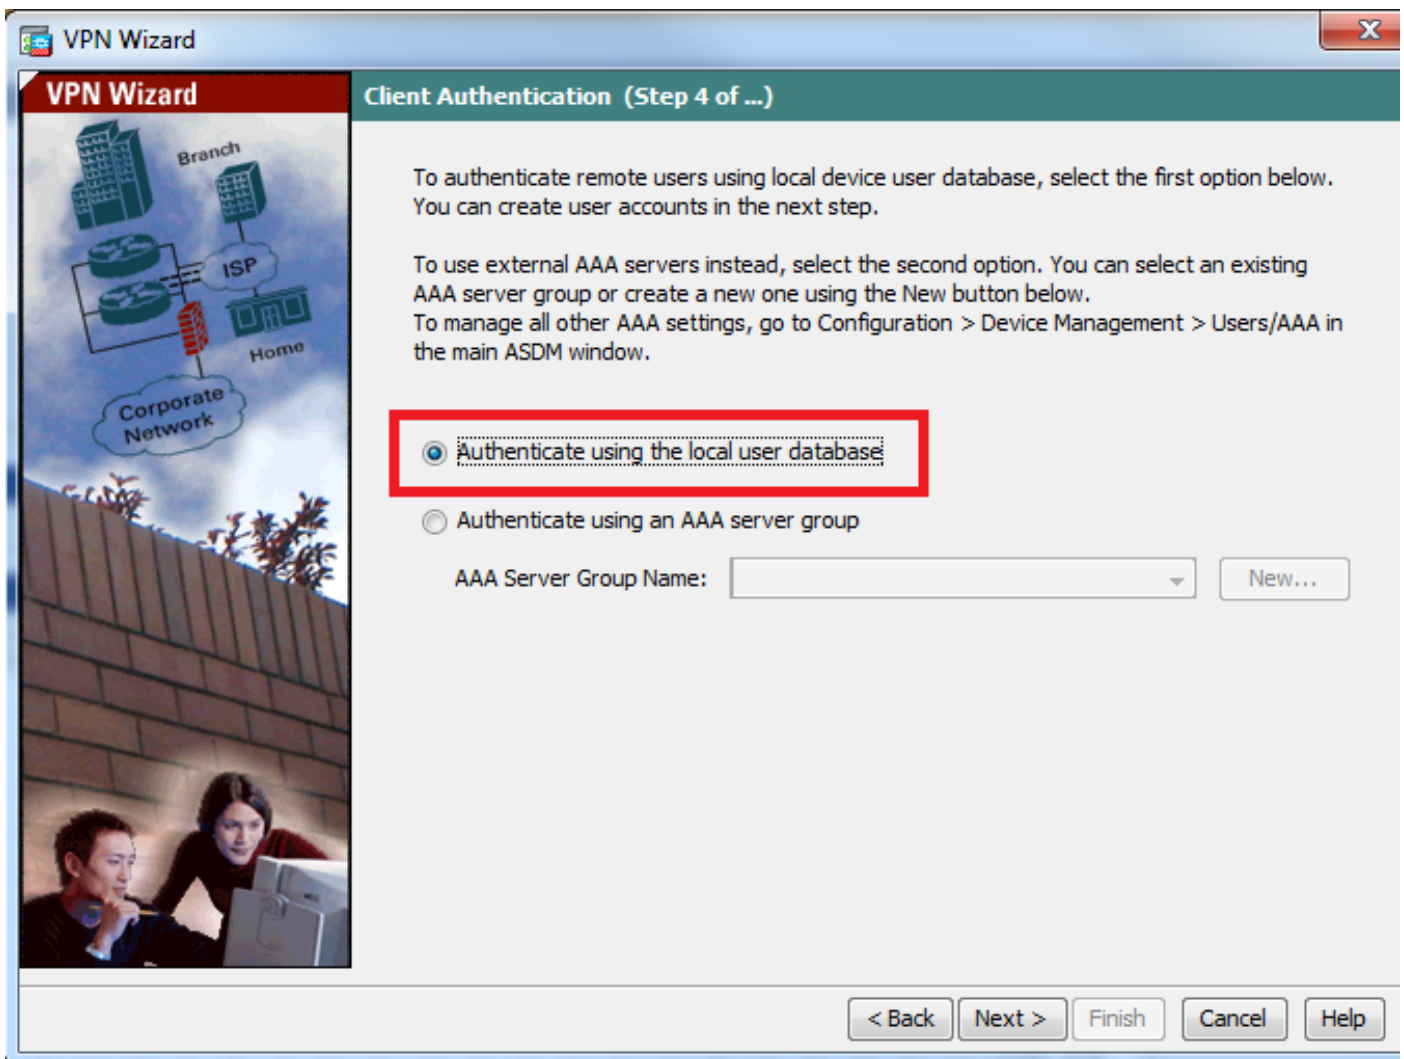 VPN Wizard
X
VPN Wizard
Client Authentication (Step 4 of ...)
Branch
ISP
Home
Corporate
Network
To authenticate remote users using local device user database, select the first option below.
You can create user accounts in the next step.
To use external AAA servers instead, select the second option. You can select an existing
AAA server group or create a new one using the New button below.
To manage all other AAA settings, go to Configuration > Device Management > Users/AAA in
the main ASDM window.
Authenticate using the local user database
Authenticate using an AAA server group
AAA Server Group Name:
New...
< Back
Next >
Finish
Cancel
Help